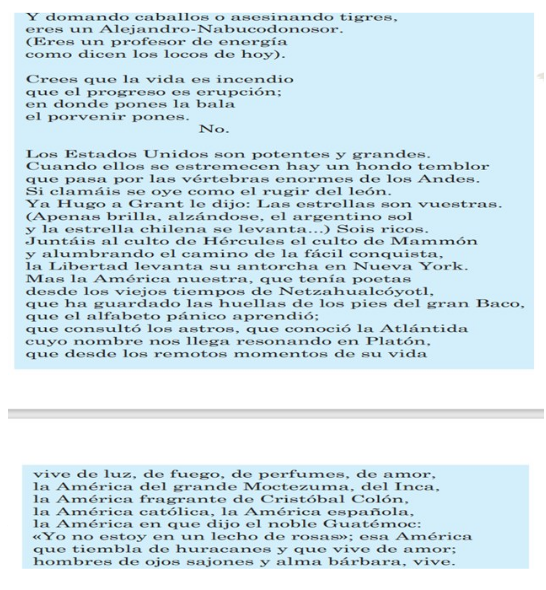 Y domando caballos o asesinando tigres,
eres un Alejandro-Nabucodonosor.
(Eres un profesor de energía
como dicen los locos de hoy).
Crees que la vida es incendio
que el progreso es erupción;
en donde pones la bala
el porvenir pones.
No.
Los Estados Unidos son potentes y grandes.
Cuando ellos se estremecen hay un hondo temblor
que pasa por las vértebras enormes de los Andes.
Si clamáis se oye como el rugir del león.
Ya Hugo a Grant le dijo: Las estrellas son vuestras.
(Apenas brilla, alzándose, el argentino sol
y la estrella chilena se levanta...) Sois ricos.
Juntáis al culto de Hércules el culto de Mammón
y alumbrando el camino de la fácil conquista,
la Libertad levanta su antorcha en Nueva York.
Mas la América nuestra, que tenía poetas
desde los viejos tiempos de Netzahualcóyotl,
que ha guardado las huellas de los pies del gran Baco,
que el alfabeto pánico aprendió;
que consultó los astros, que conoció la Atlántida
cuyo nombre nos llega resonando en Platón,
que desde los remotos momentos de su vida
vive de luz, de fuego, de perfumes, de amor,
la América del grande Moctezuma, del Inca,
la América fragrante de Cristóbal Colón,
la América católica, la América española,
la América en que dijo el noble Guatémoc:
«Yo no estoy en un lecho de rosas»; esa América
que tiembla de huracanes y que vive de amor;
hombres de ojos sajones y alma bárbara, vive.